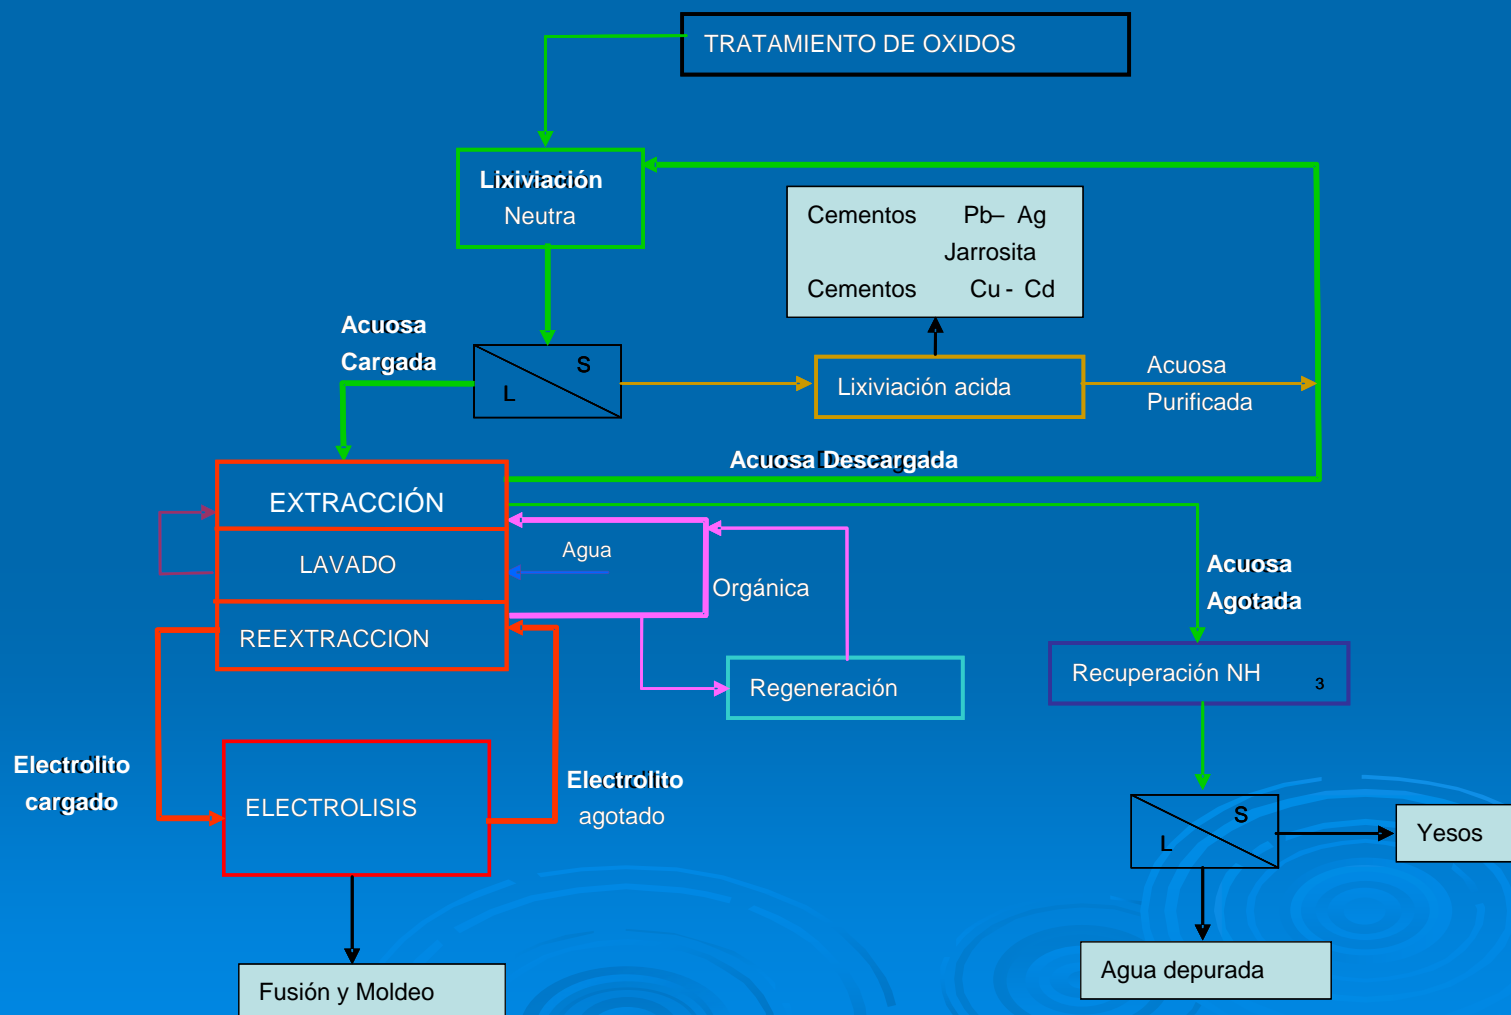 TRATAMIENTO DE OXIDOS
Lixiviación
Neutra
Cementos Pb– Ag
Jarrosita
Cementos Cu - Cd
Acuosa
Cargada
S
L
Lixiviación acida
Acuosa
Purificada
Acuosa Descargada
EXTRACCIÓN
LAVADO
REEXTRACCION
Agua
Orgánica
Regeneración
Acuosa
Agotada
Recuperación NH 3
Electrolito
cargado
ELECTROLISIS
Electrolito
agotado
S
L
Yesos
Agua depurada
Fusión y Moldeo